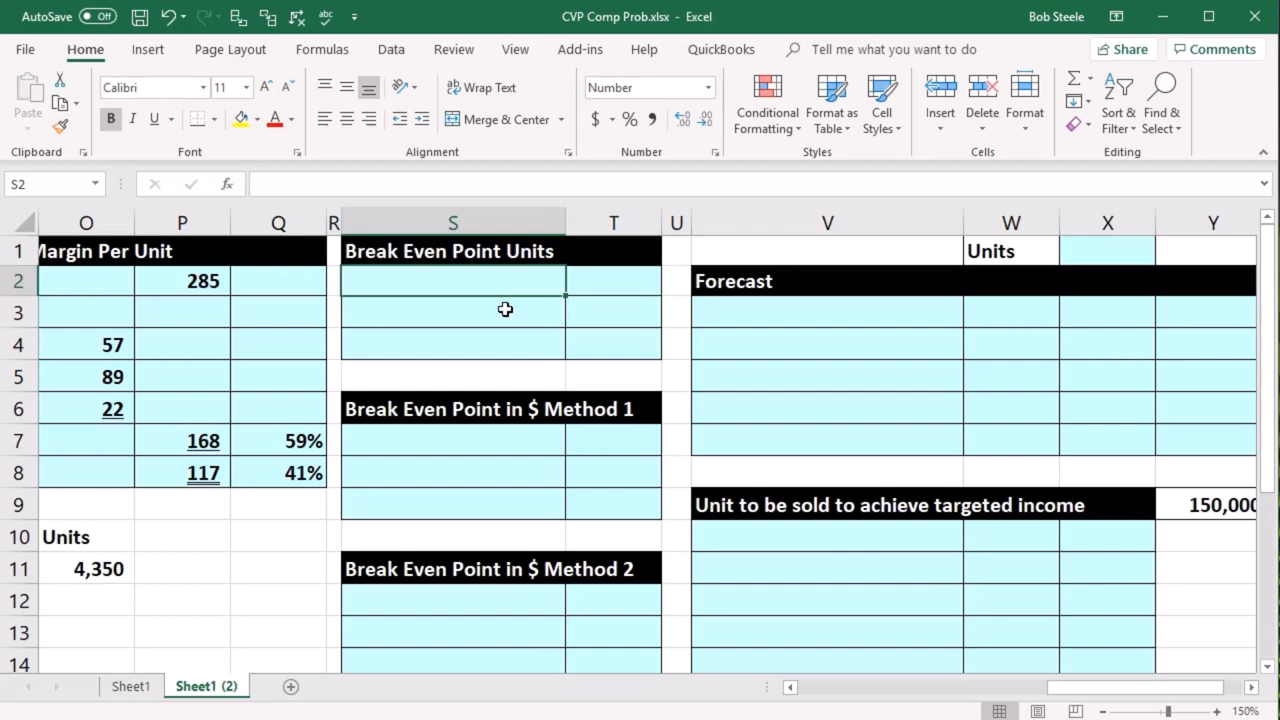 AutoSave Off CVP Comp Prob.xlsx - Excel Bob Steele
File Home Insert Page Layout Formulas Data Review View Add-ins Help QuickBooks Tell me what you want to do Share Comments
Paste Calibri 11 A A Wrap Text Number Conditional Formatting Format as Table Cell Styles Insert Delete Format Sort & Filter Find & Select
B I U A Merge & Center $ % ,
Clipboard Font Alignment Number Styles Cells Editing
S2 fx
O P Q R S T U V W X Y
1 Margin Per Unit Break Even Point Units Units
2 285 Forecast
3
4 57
5 89
6 22 Break Even Point in $ Method 1
7 168 59%
8 117 41%
9 Unit to be sold to achieve targeted income 150,000
10 Units
11 4,350 Break Even Point in $ Method 2
12
13
14
Sheet1 Sheet1 (2)
150%